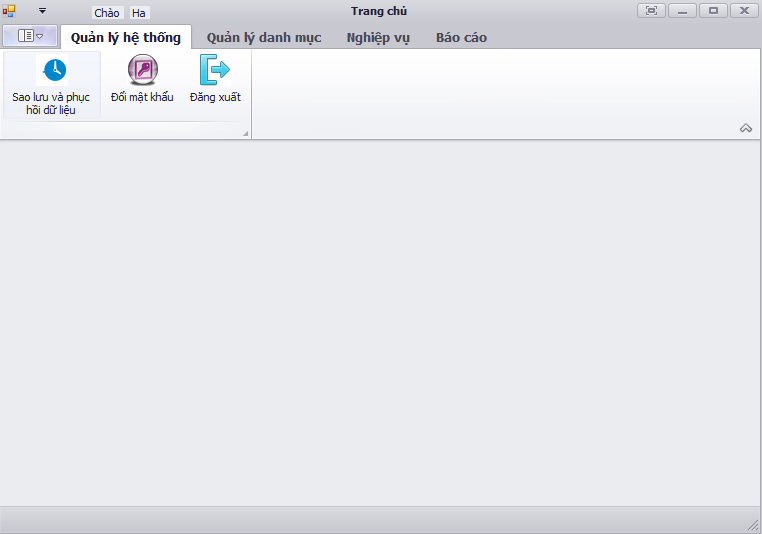 Chào Ha
Trang chủ
Quản lý hệ thống Quản lý danh mục Nghiệp vụ Báo cáo
Sao lưu và phục
hồi dữ liệu
Đổi mật khẩu
Đăng xuất